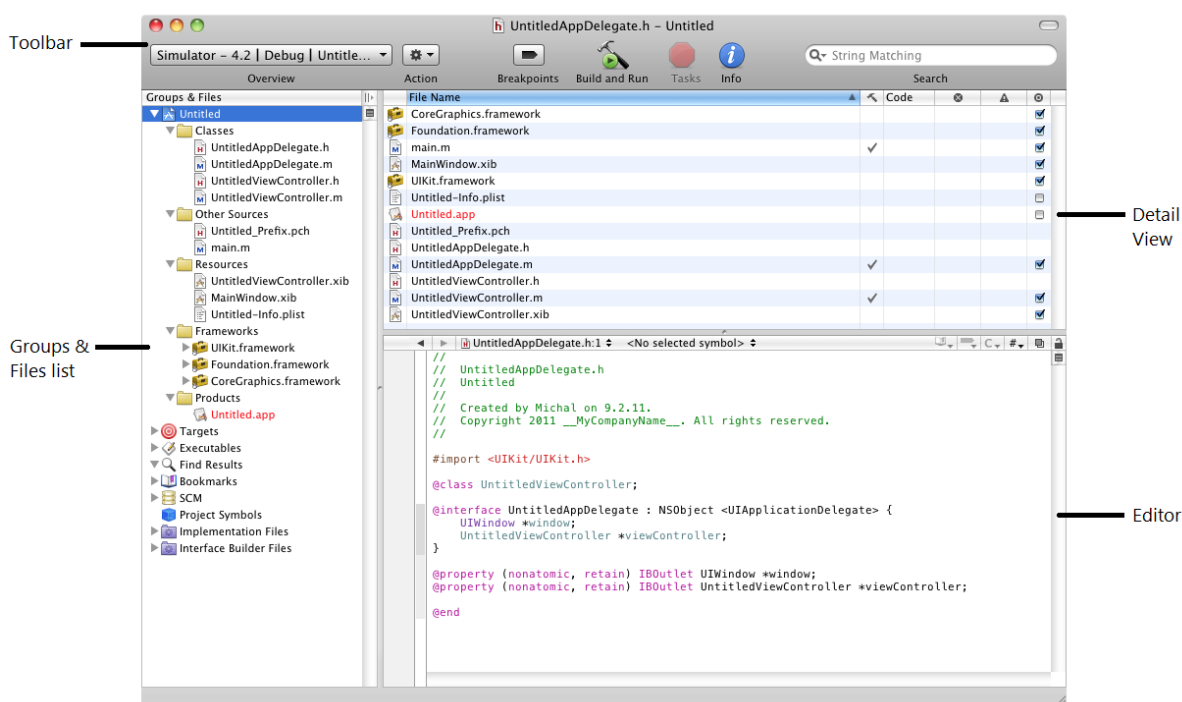 UntitledAppDelegate.h – Untitled
Toolbar
Simulator – 4.2 | Debug | Untitle...
String Matching
Overview
Action
Breakpoints
Build and Run
Tasks
Info
Search
Groups & Files
Untitled
Classes
UntitledAppDelegate.h
UntitledAppDelegate.m
UntitledViewController.h
UntitledViewController.m
Other Sources
Untitled_Prefix.pch
main.m
Resources
UntitledViewController.xib
MainWindow.xib
Untitled-Info.plist
Frameworks
UIKit.framework
Foundation.framework
CoreGraphics.framework
Products
Untitled.app
Targets
Executables
Find Results
Bookmarks
SCM
Project Symbols
Implementation Files
Interface Builder Files
Groups &
Files list
File Name
Code
CoreGraphics.framework
Foundation.framework
main.m
MainWindow.xib
UIKit.framework
Untitled-Info.plist
Untitled.app
Untitled_Prefix.pch
UntitledAppDelegate.h
UntitledAppDelegate.m
UntitledViewController.h
UntitledViewController.m
UntitledViewController.xib
Detail
View
UntitledAppDelegate.h:1 <No selected symbol> C #
//
// UntitledAppDelegate.h
// Untitled
//
// Created by Michal on 9.2.11.
// Copyright 2011 __MyCompanyName__. All rights reserved.
//
#import <UIKit/UIKit.h>
@class UntitledViewController;
@interface UntitledAppDelegate : NSObject <UIApplicationDelegate> {
UIWindow *window;
UntitledViewController *viewController;
}
@property (nonatomic, retain) IBOutlet UIWindow *window;
@property (nonatomic, retain) IBOutlet UntitledViewController *viewController;
@end
Editor